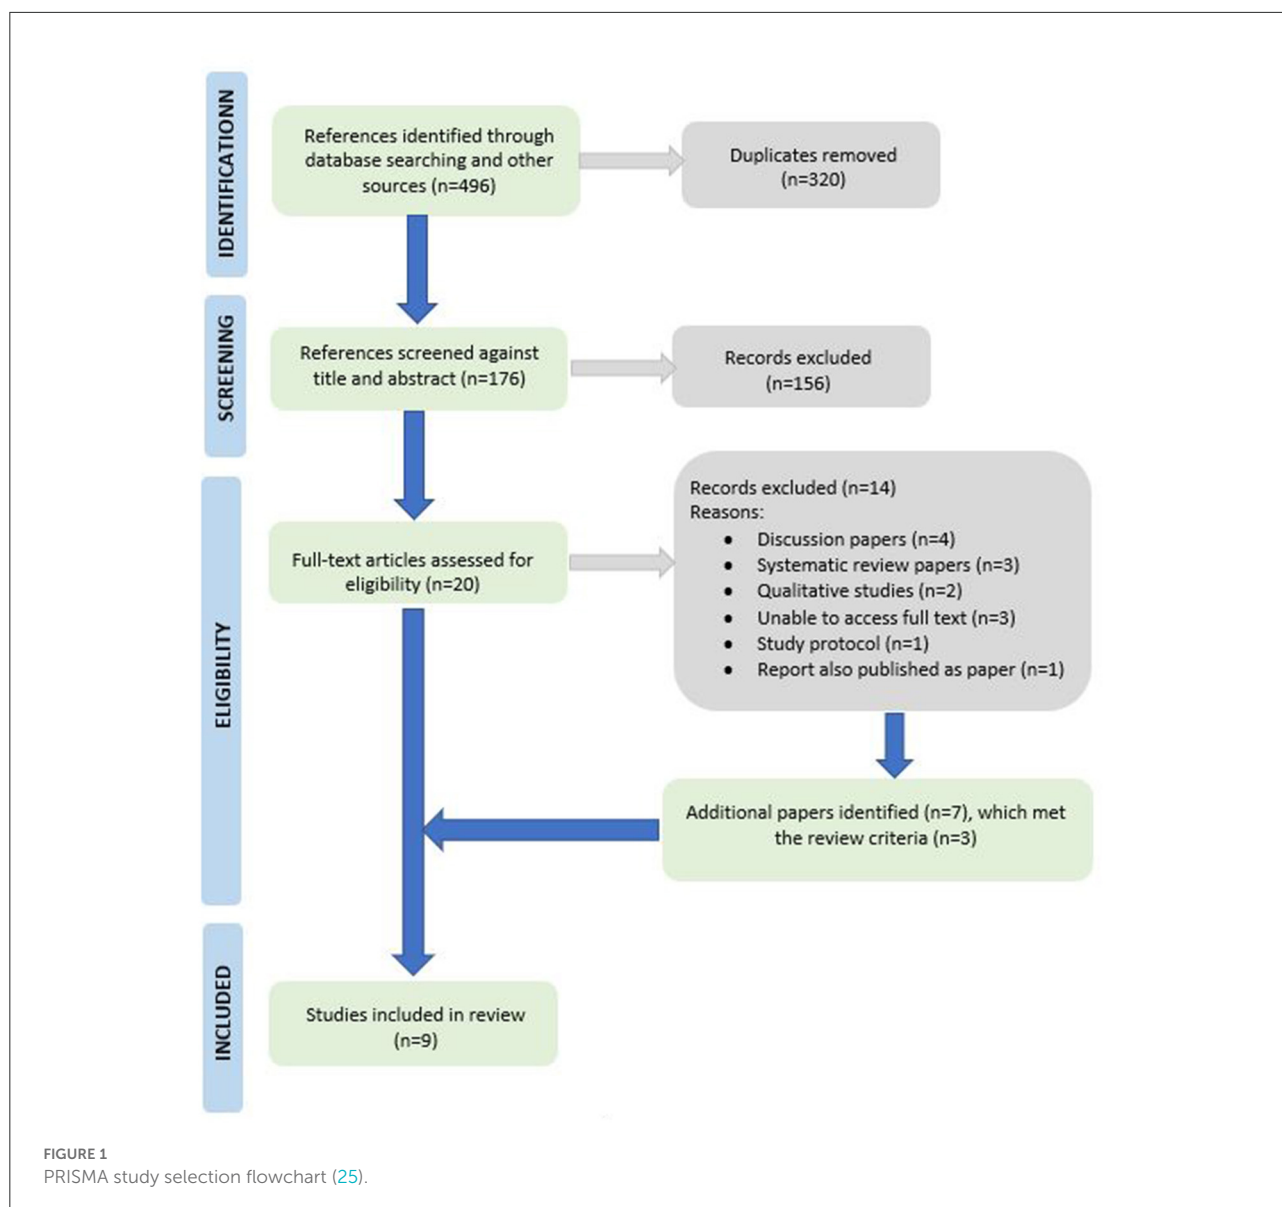 IDENTIFICATIONN
References identified through
database searching and other
sources (n=496)
Duplicates removed
(n=320)
SCREENING
References screened against
title and abstract (n=176)
Records excluded
(n=156)
ELIGIBILITY
Full-text articles assessed for
eligibility (n=20)
Records excluded (n=14)
Reasons:
• Discussion papers (n=4)
• Systematic review papers (n=3)
• Qualitative studies (n=2)
• Unable to access full text (n=3)
• Study protocol (n=1)
• Report also published as paper (n=1)
Additional papers identified (n=7), which met
the review criteria (n=3)
INCLUDED
Studies included in review
(n=9)
FIGURE 1
PRISMA study selection flowchart (25).